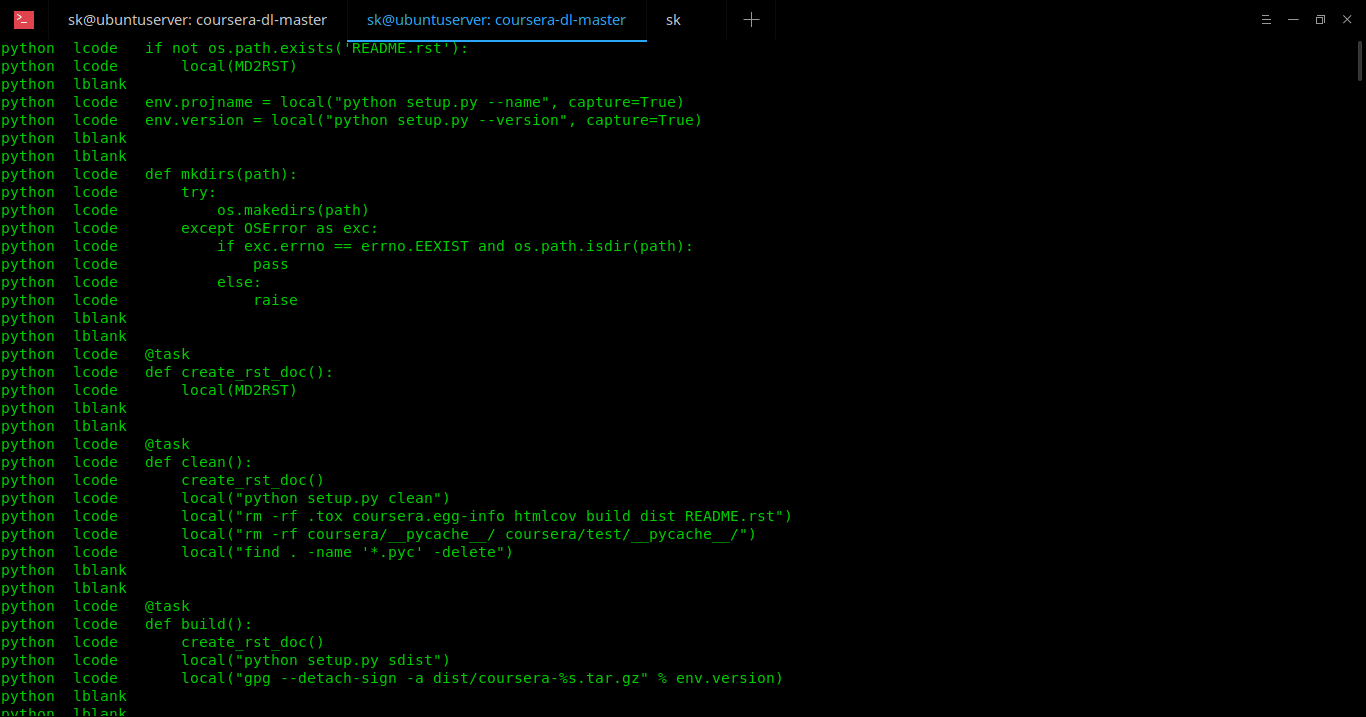 sk@ubuntuserver: coursera-dl-master    sk@ubuntuserver: coursera-dl-master    sk
python  lcode   if not os.path.exists('README.rst'):
python  lcode       local(MD2RST)
python  lblank
python  lcode   env.projname = local("python setup.py --name", capture=True)
python  lcode   env.version = local("python setup.py --version", capture=True)
python  lblank
python  lblank
python  lcode   def mkdirs(path):
python  lcode       try:
python  lcode           os.makedirs(path)
python  lcode       except OSError as exc:
python  lcode           if exc.errno == errno.EEXIST and os.path.isdir(path):
python  lcode               pass
python  lcode           else:
python  lcode               raise
python  lblank
python  lblank
python  lcode   @task
python  lcode   def create_rst_doc():
python  lcode       local(MD2RST)
python  lblank
python  lblank
python  lcode   @task
python  lcode   def clean():
python  lcode       create_rst_doc()
python  lcode       local("python setup.py clean")
python  lcode       local("rm -rf .tox coursera.egg-info htmlcov build dist README.rst")
python  lcode       local("rm -rf coursera/__pycache__/ coursera/test/__pycache__/")
python  lcode       local("find . -name '*.pyc' -delete")
python  lblank
python  lblank
python  lcode   @task
python  lcode   def build():
python  lcode       create_rst_doc()
python  lcode       local("python setup.py sdist")
python  lcode       local("gpg --detach-sign -a dist/coursera-%s.tar.gz" % env.version)
python  lblank
python  lblank